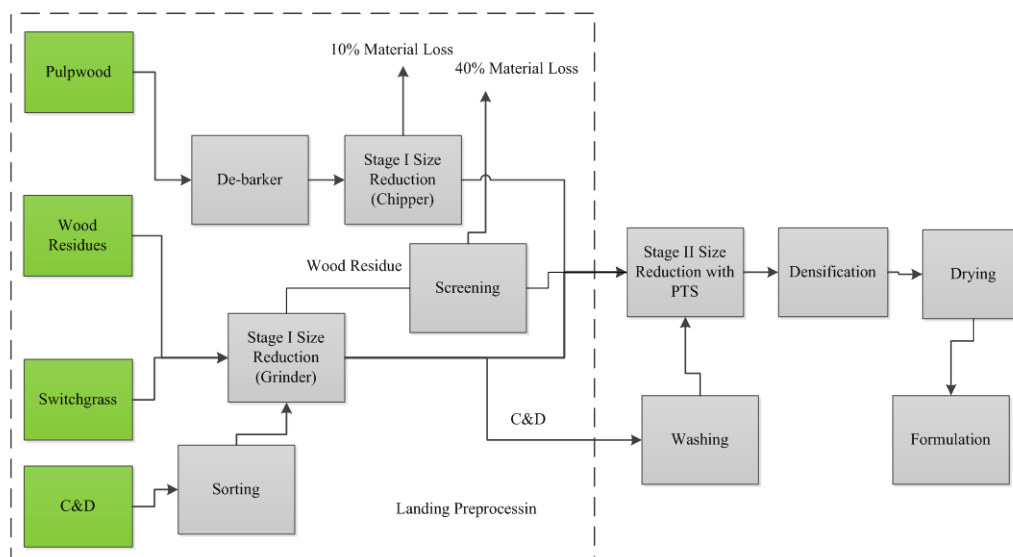 10% Material Loss
40% Material Loss
Pulpwood
De-barker
Stage I Size
Reduction
(Chipper)
Wood
Residues
Wood Residue
Screening
Stage II Size
Reduction with
PTS
Densification
Drying
Stage I Size
Reduction
(Grinder)
Switchgrass
C&D
Washing
Formulation
C&D
Sorting
Landing Preprocessin